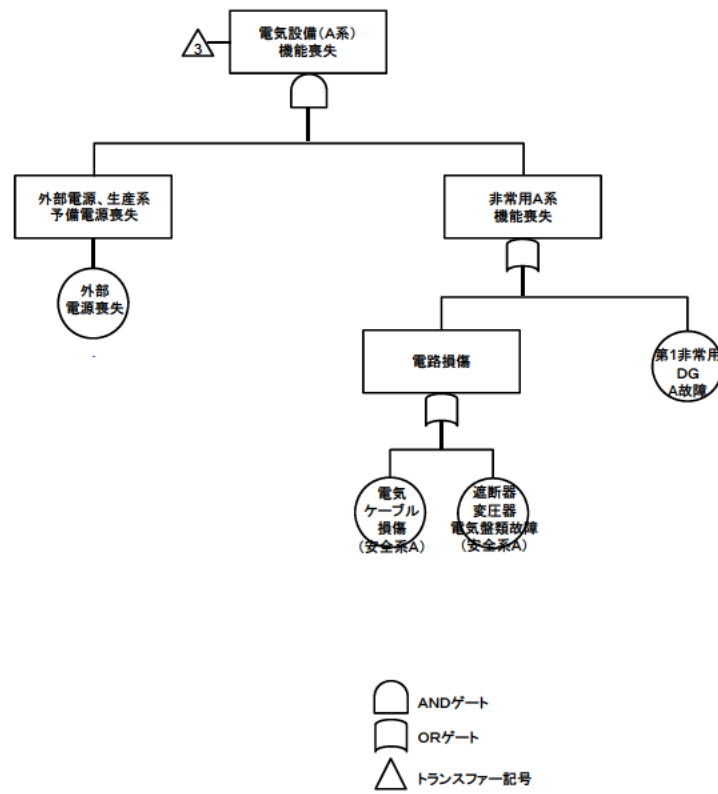 電気設備(A系)
機能喪失
3
外部電源、生産系
予備電源喪失
非常用A系
機能喪失
外部
電源喪失
電路損傷
第1非常用
DG
A故障
電気
ケーブル
損傷
(安全系A)
遮断器
変圧器
電気盤類故障
(安全系A)
ANDゲート
ORゲート
トランスファー記号